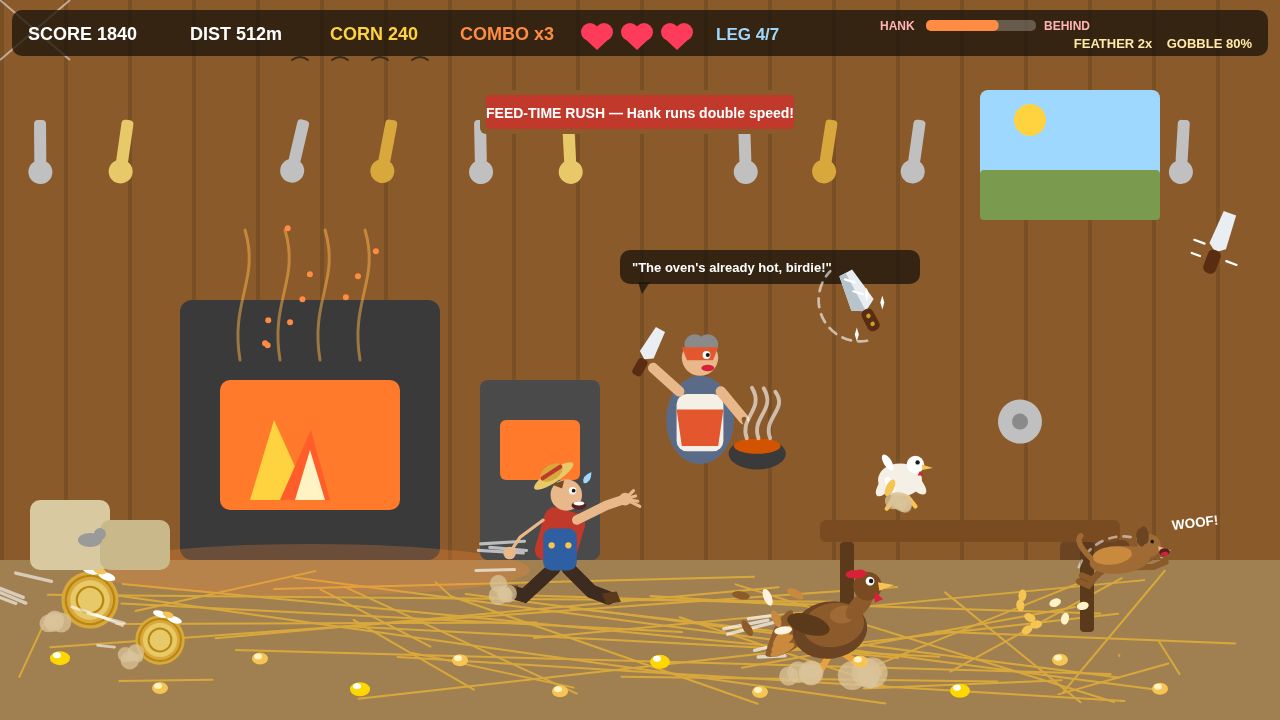 SCORE 1840 DIST 512m CORN 240 COMBO x3 LEG 4/7 HANK BEHIND
FEATHER 2x GOBBLE 80%
FEED-TIME RUSH — Hank runs double speed!
"The oven's already hot, birdie!"
WOOF!